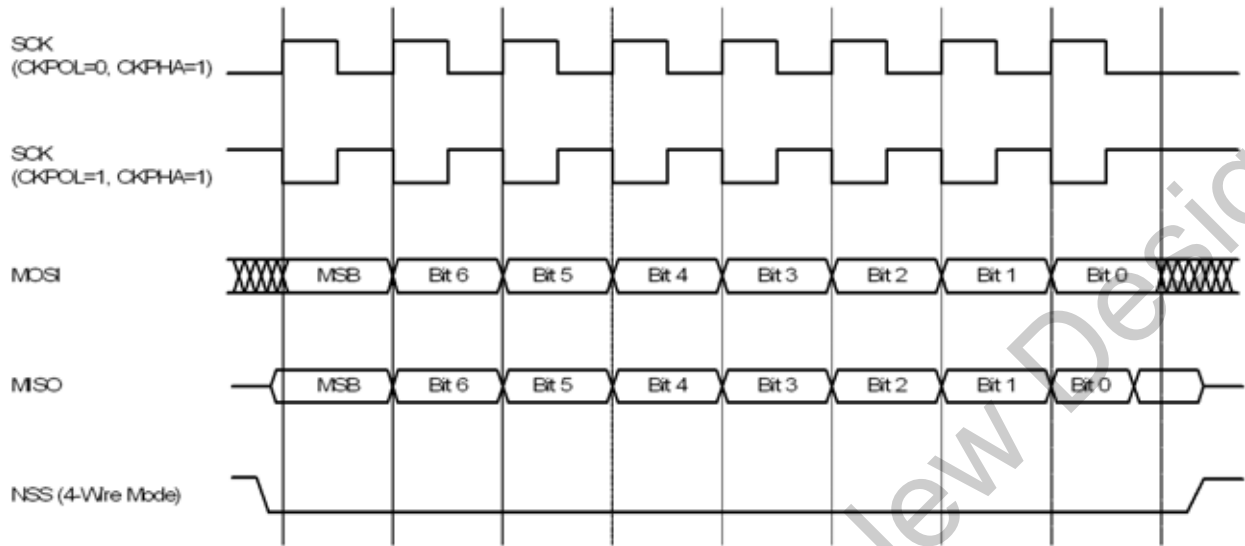 SCK
(CKPOL=0, CKPHA=1)
SCK
(CKPOL=1, CKPHA=1)
MOSI
MSB Bit 6 Bit 5 Bit 4 Bit 3 Bit 2 Bit 1 Bit 0
MISO
MSB Bit 6 Bit 5 Bit 4 Bit 3 Bit 2 Bit 1 Bit 0
NSS (4-Wire Mode)